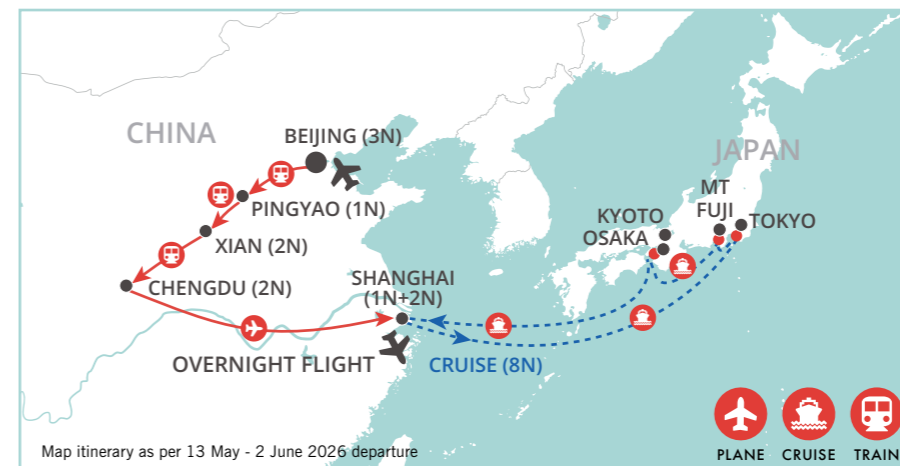 CHINA
JAPAN
BEIJING (3N)
PINGYAO (1N)
XIAN (2N)
CHENGDU (2N)
SHANGHAI
(1N+2N)
OVERNIGHT FLIGHT
CRUISE (8N)
KYOTO
OSAKA
MT
FUJI
TOKYO
Map itinerary as per 13 May - 2 June 2026 departure
PLANE
CRUISE
TRAIN